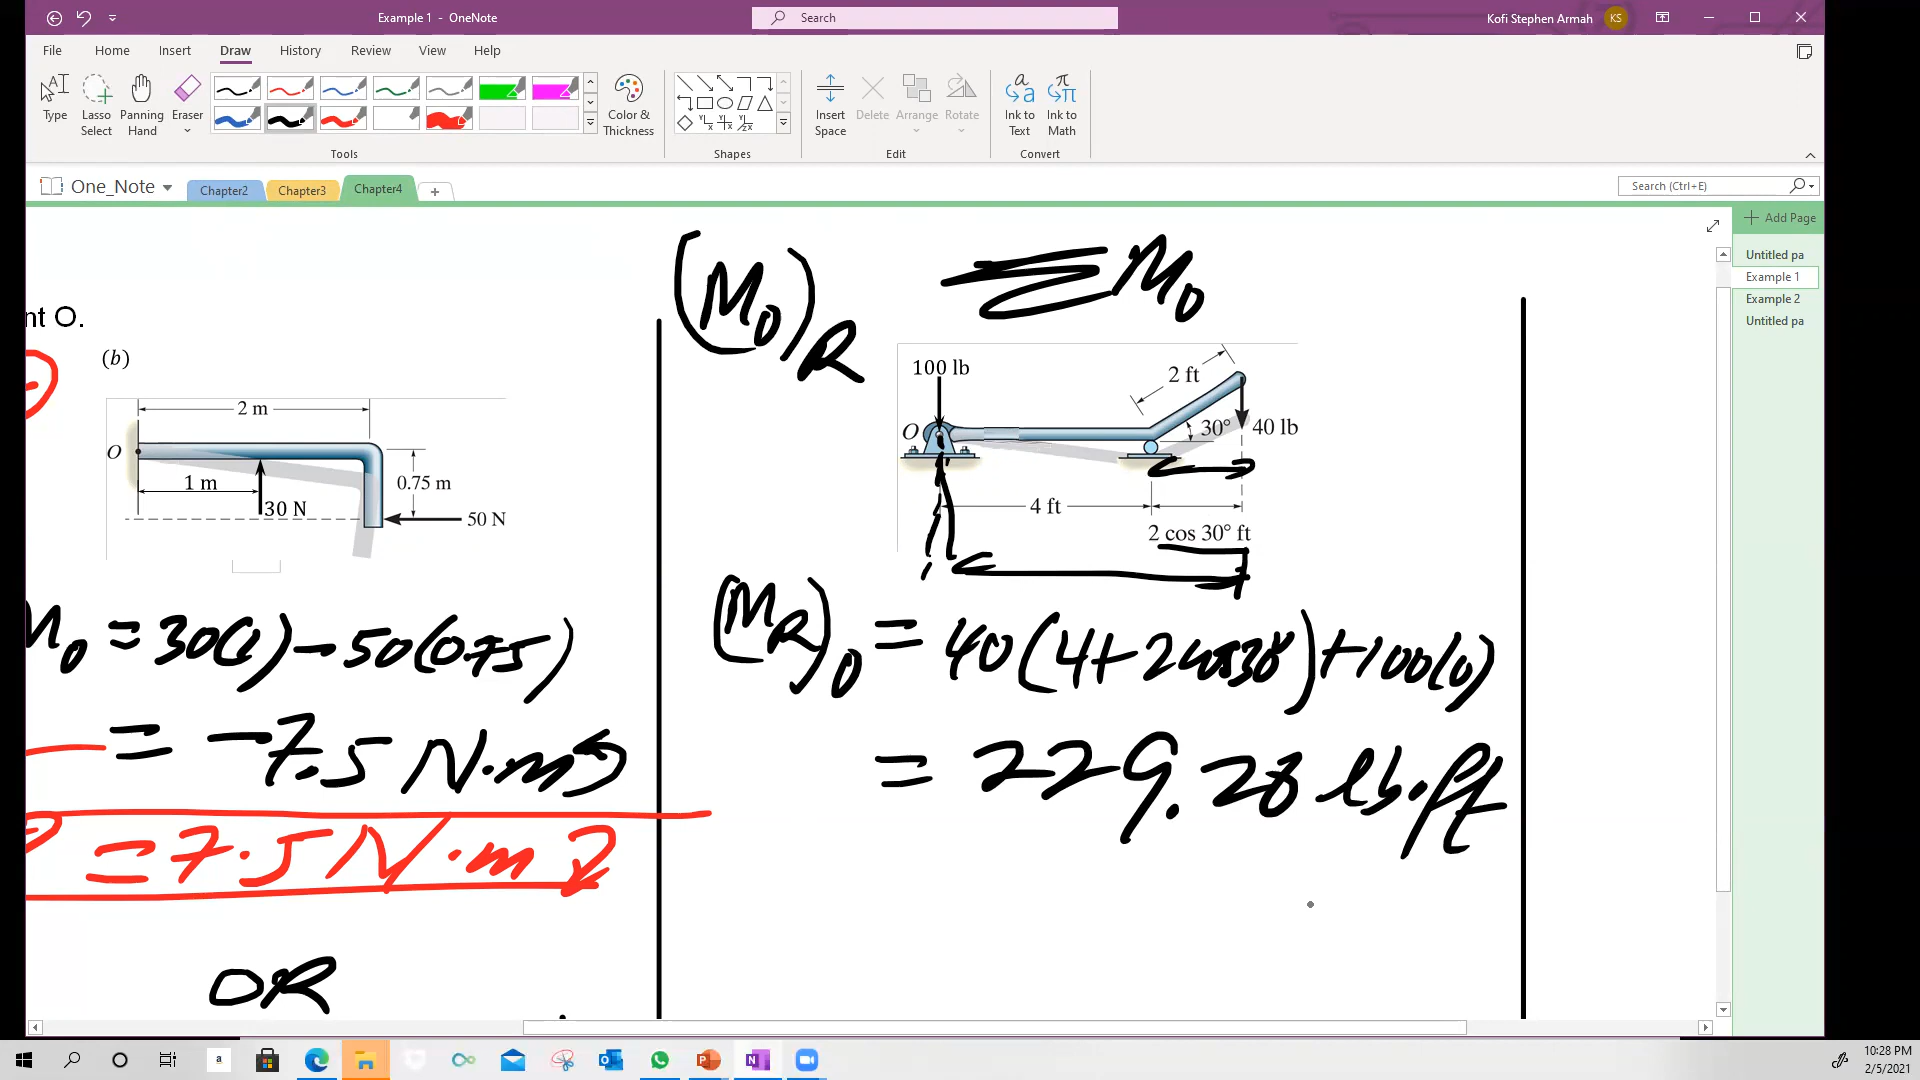 Example 1 - OneNote
Search
Kofi Stephen Armah
KS
File Home Insert Draw History Review View Help
Type
Lasso Select
Panning Hand
Eraser
Color & Thickness
Insert Space
Delete
Arrange
Rotate
Ink to Text
Ink to Math
Tools
Shapes
Edit
Convert
One_Note
Chapter2
Chapter3
Chapter4
Search (Ctrl+E)
Add Page
Untitled pa
Example 1
Example 2
Untitled pa
nt O.
(b)
2 m
O
1 m
0.75 m
30 N
50 N
M₀ = 30(1) - 50(0.75)
= -7.5 N·m
= 7.5 N·m
OR
(M₀)R
M₀
100 lb
2 ft
O
30°
40 lb
4 ft
2 cos 30° ft
(MR)₀ = 40(4+2cos30°)+100(0)
= 229.28 lb·ft
a
10:28 PM
2/5/2021